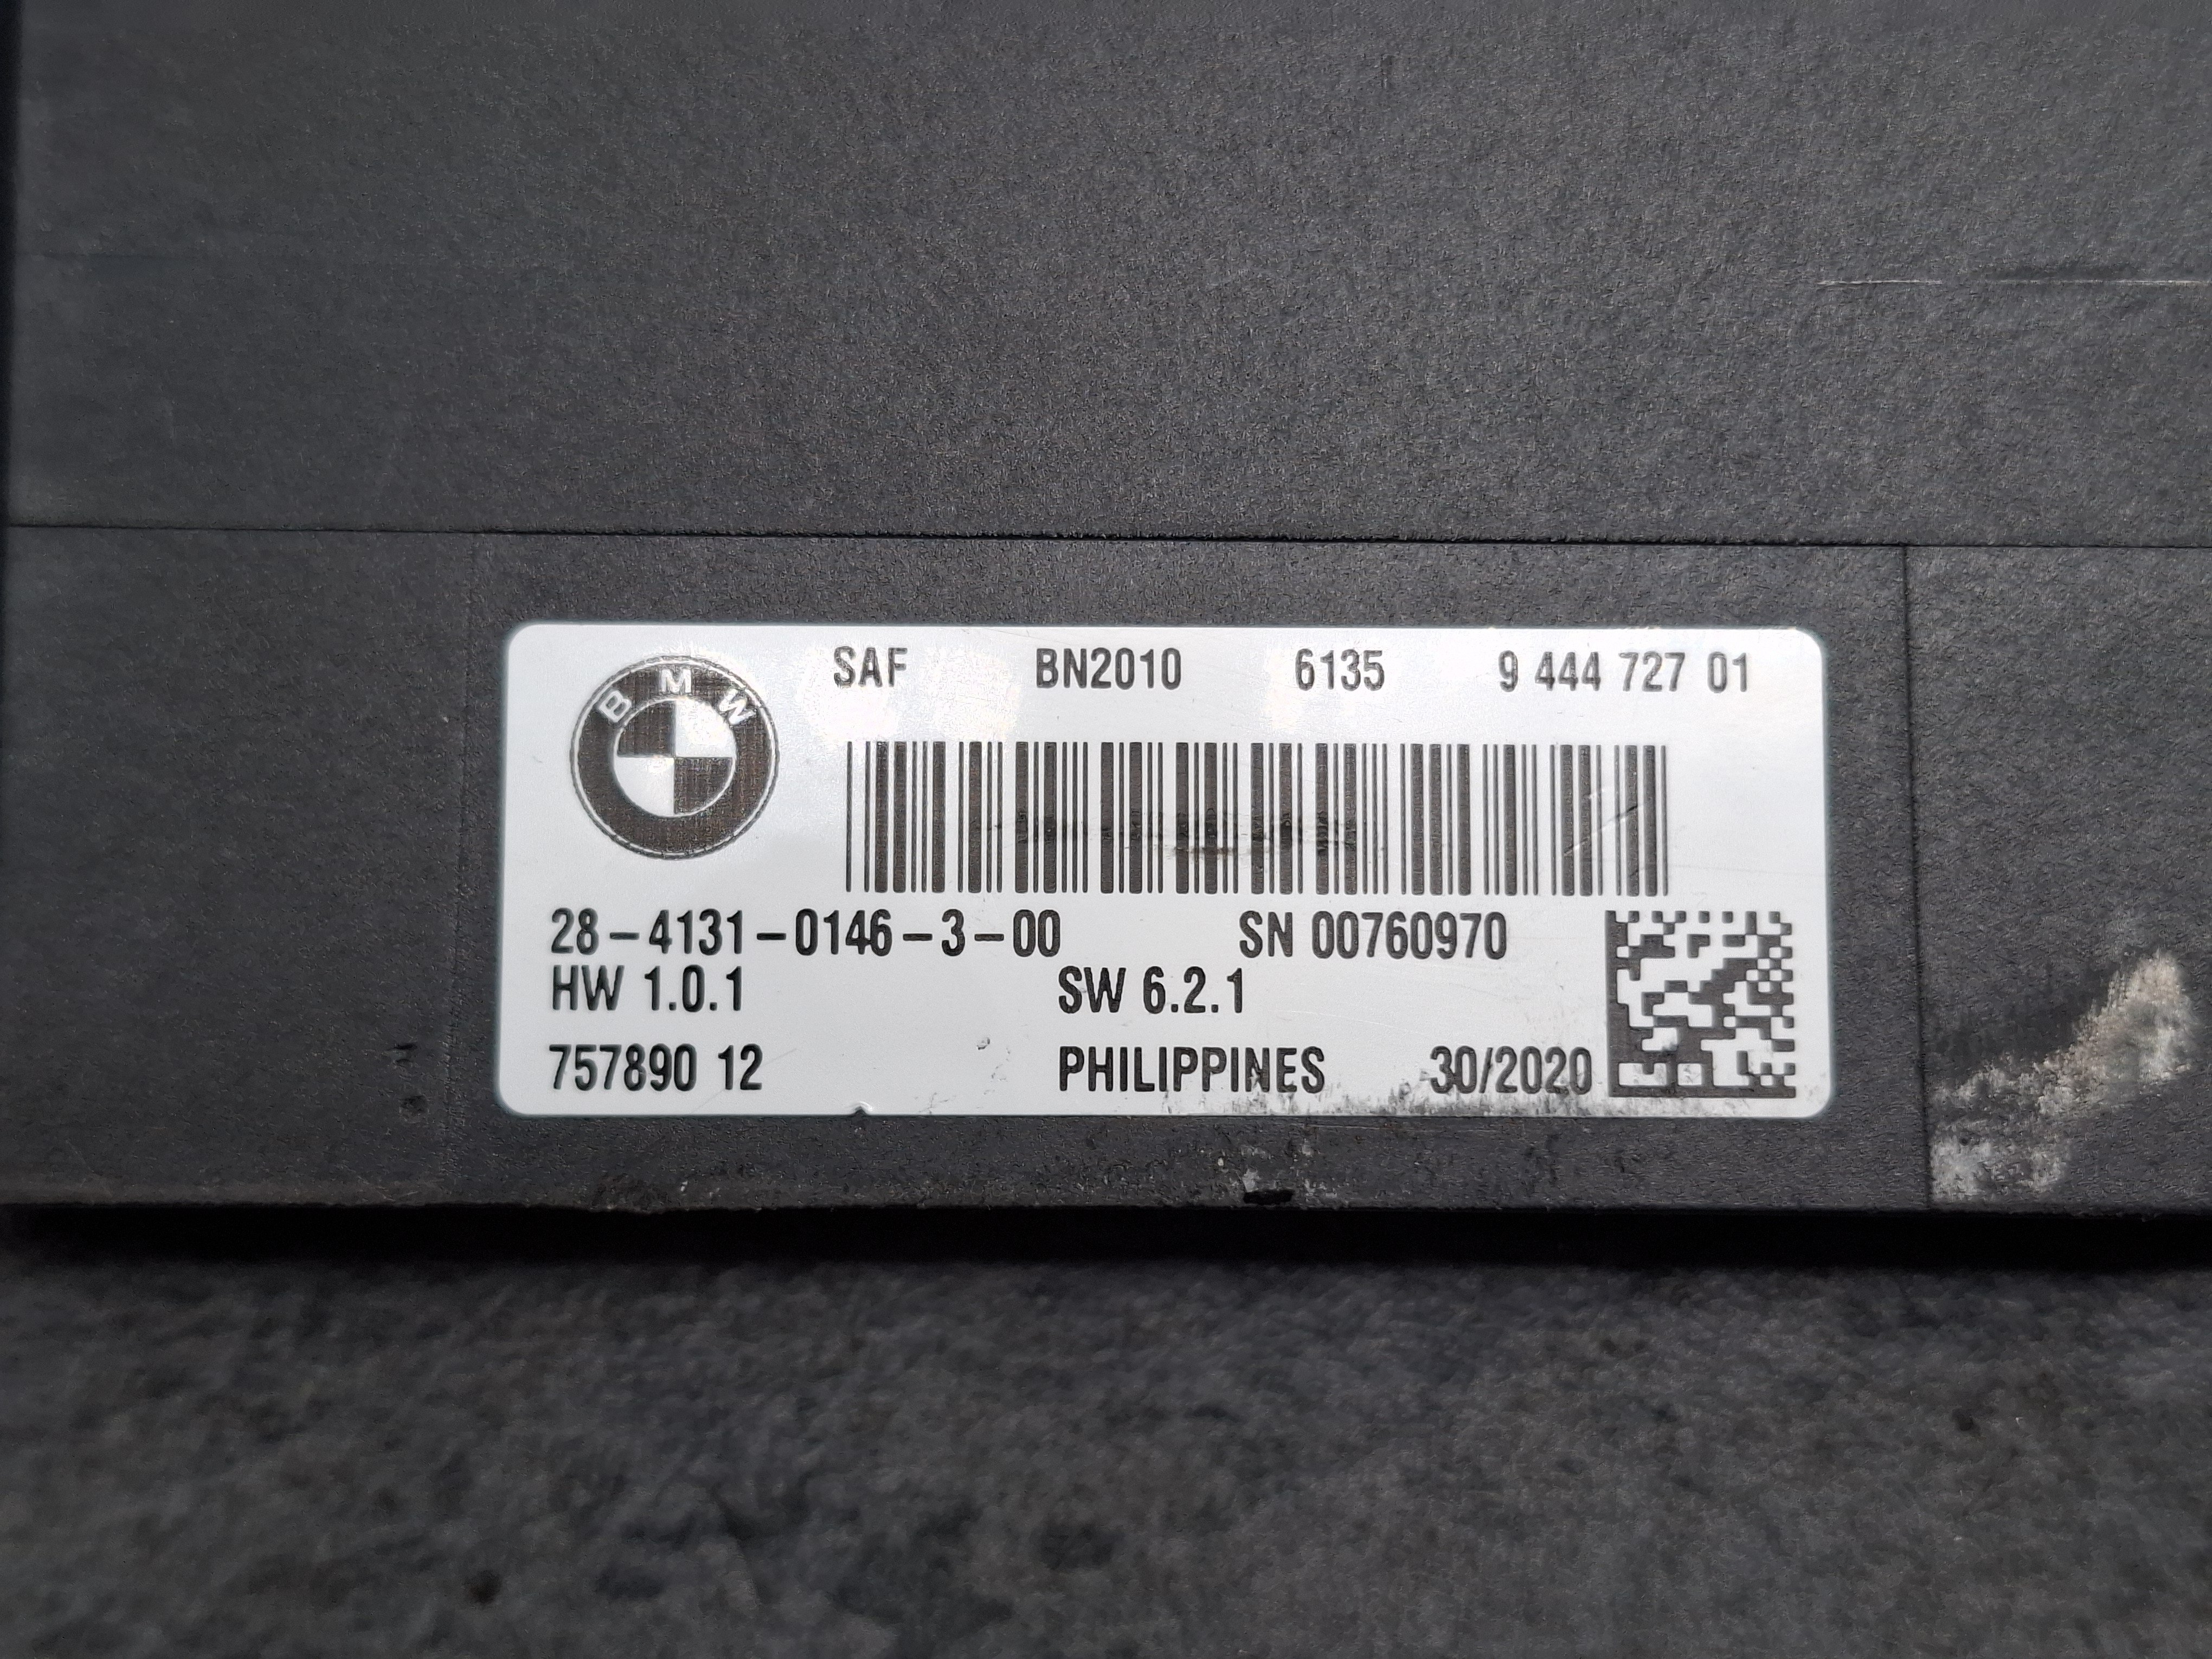 BMW
SAF BN2010 6135 9 444 727 01
28-4131-0146-3-00 SN 00760970
HW 1.0.1 SW 6.2.1
757890 12 PHILIPPINES 30/2020